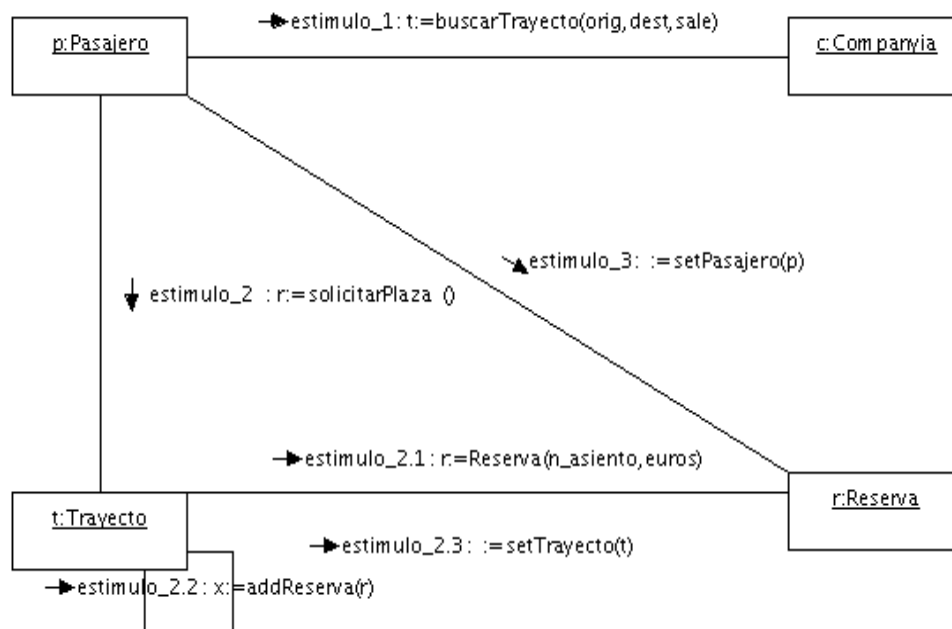 estimulo_1: t:=buscarTrayecto(orig,dest,sale)
p:Pasajero
c:Companyia
estimulo_3: :=setPasajero(p)
estimulo_2 : r:=solicitarPlaza ()
estimulo_2.1: r:=Reserva(n_asiento,euros)
r:Reserva
t:Trayecto
estimulo_2.3: :=setTrayecto(t)
estimulo_2.2: x:=addReserva(r)